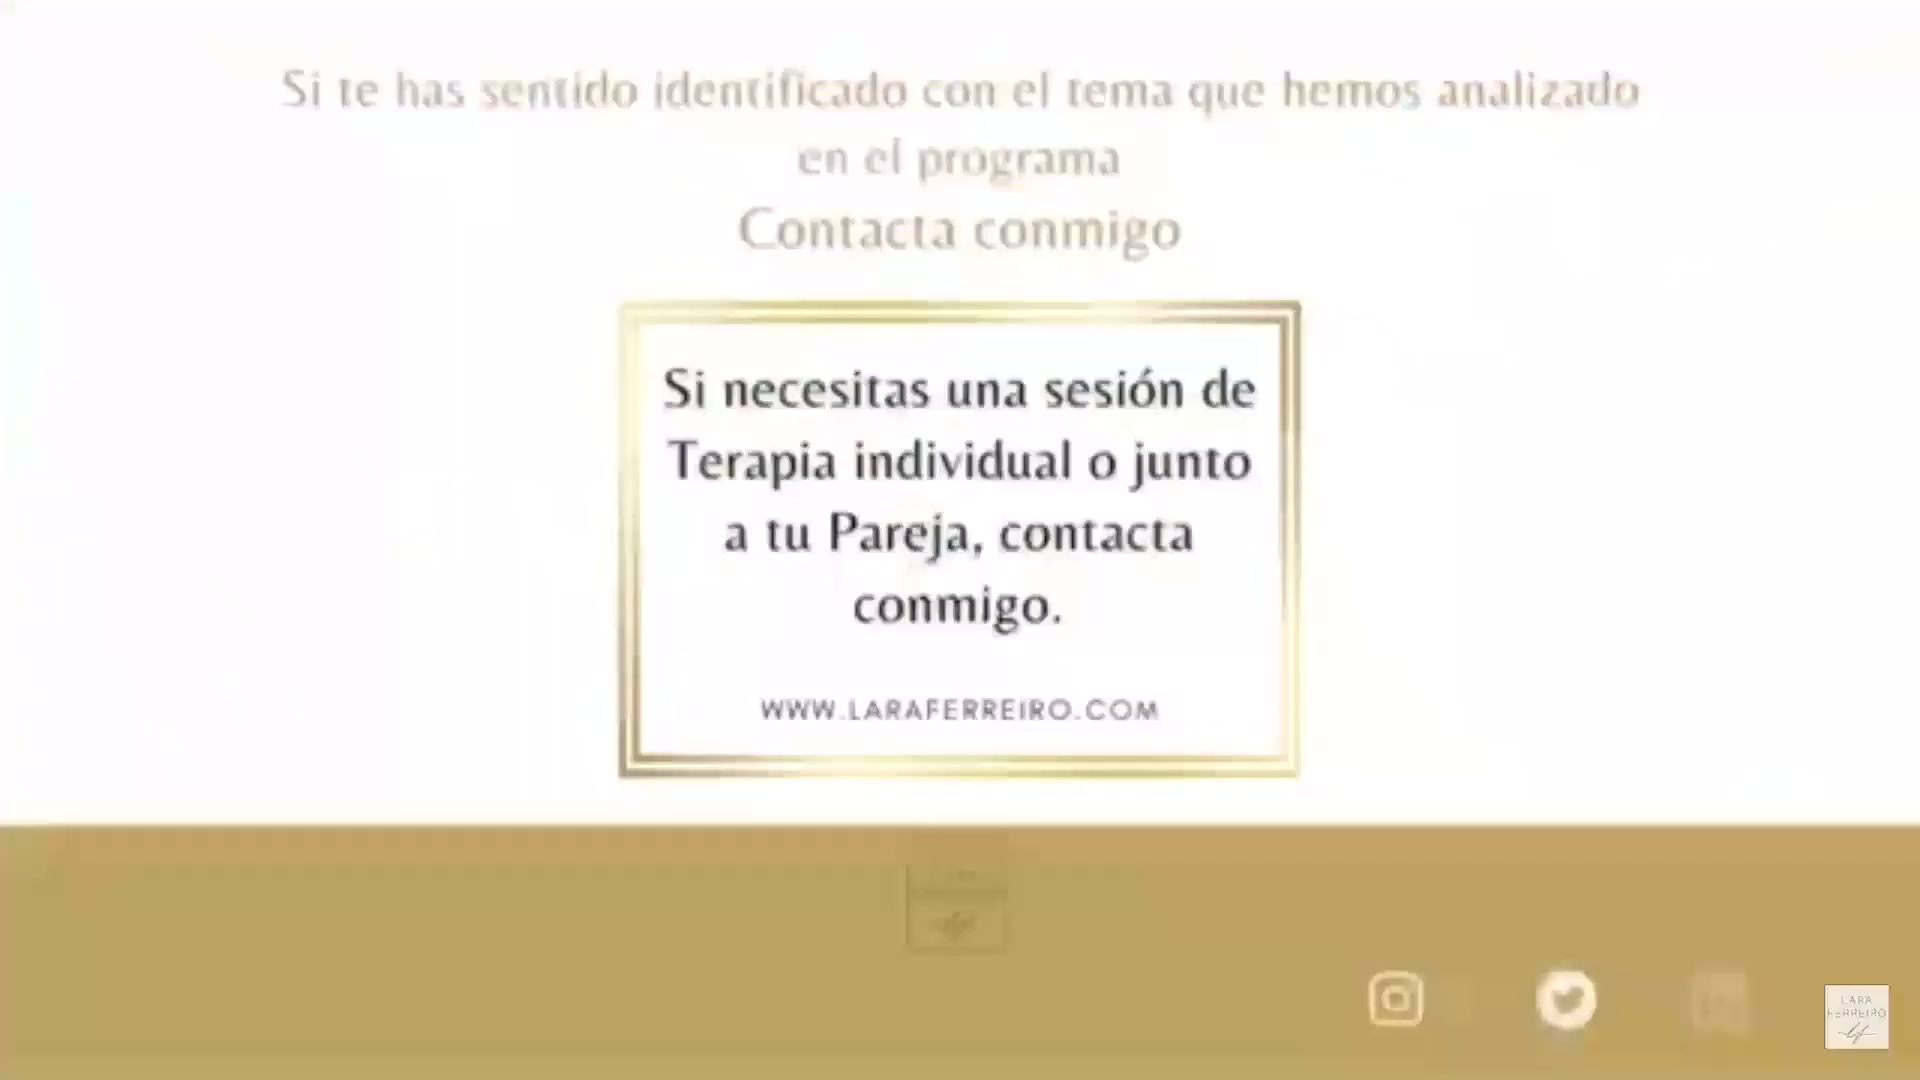 Si te has sentido identificado con el tema que hemos analizado
en el programa
Contacta conmigo
Si necesitas una sesión de
Terapia individual o junto
a tu Pareja, contacta
conmigo.
WWW.LARAFERREIRO.COM
LARA
FERREIRO